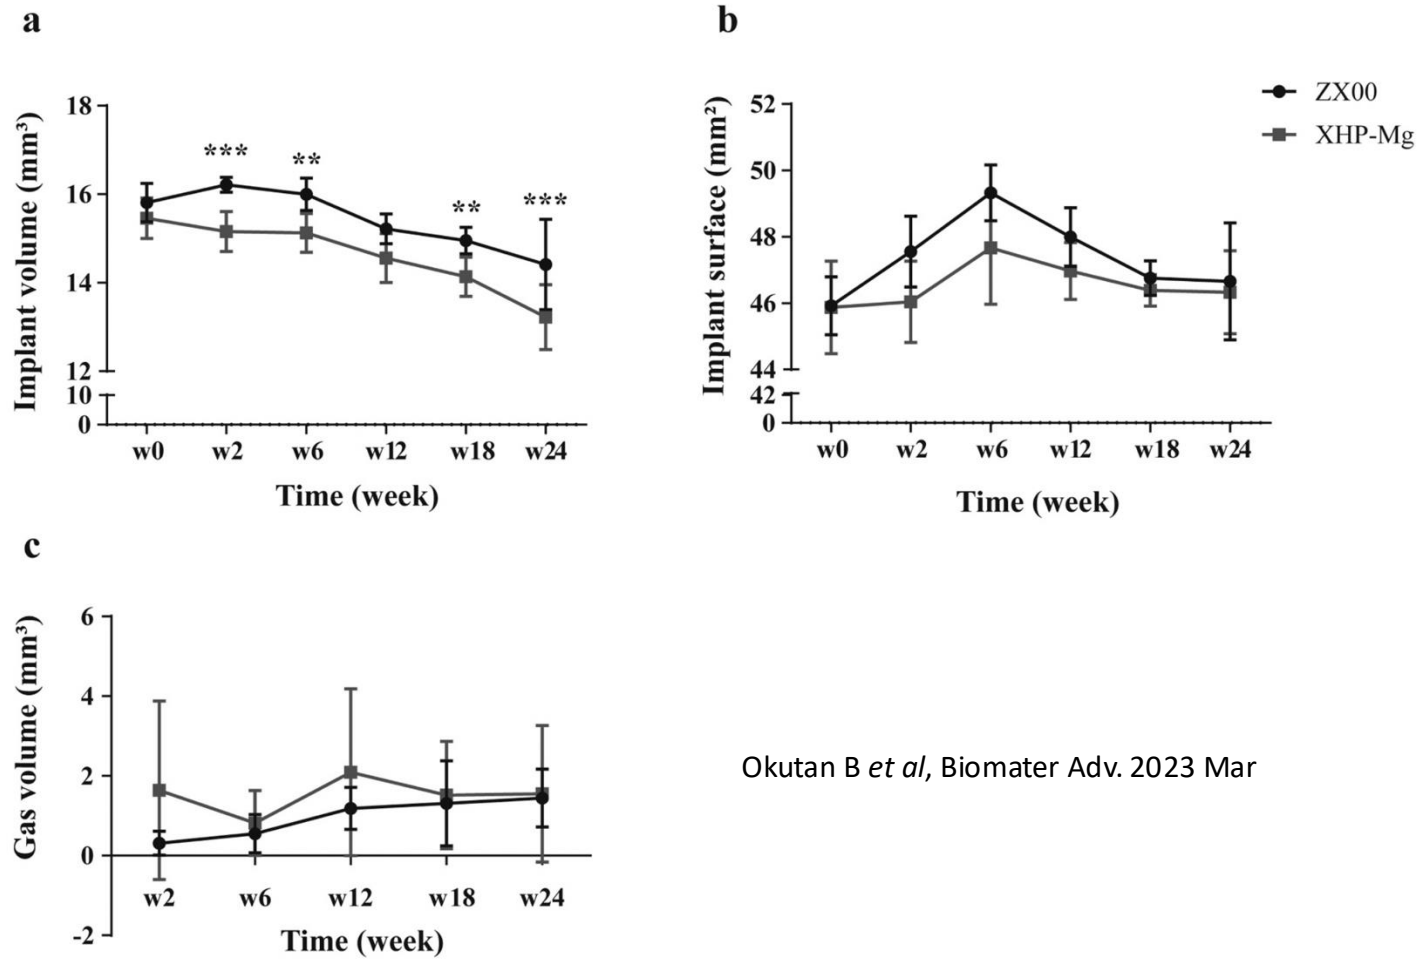 a
Implant volume (mm³)
18
16
14
12
10
0
***
**
**
***
w0 w2 w6 w12 w18 w24
Time (week)
b
Implant surface (mm²)
52
50
48
46
44
42
0
w0 w2 w6 w12 w18 w24
Time (week)
ZX00
XHP-Mg
c
Gas volume (mm³)
6
4
2
0
-2
w2 w6 w12 w18 w24
Time (week)
Okutan B et al, Biomater Adv. 2023 Mar